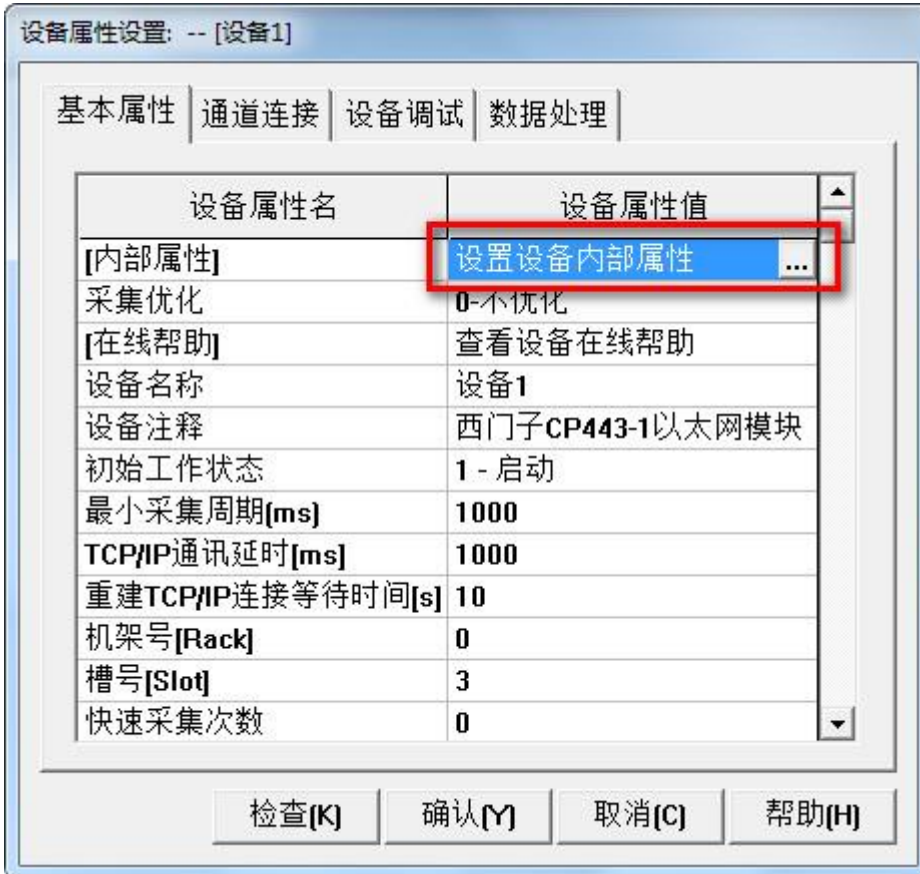 设备属性设置: -- [设备1]
基本属性 通道连接 设备调试 数据处理
设备属性名 设备属性值
[内部属性] 设置设备内部属性 ...
采集优化 0-不优化
[在线帮助] 查看设备在线帮助
设备名称 设备1
设备注释 西门子CP443-1以太网模块
初始工作状态 1 - 启动
最小采集周期[ms] 1000
TCP/IP通讯延时[ms] 1000
重建TCP/IP连接等待时间[s] 10
机架号[Rack] 0
槽号[Slot] 3
快速采集次数 0
检查[K] 确认[Y] 取消[C] 帮助[H]